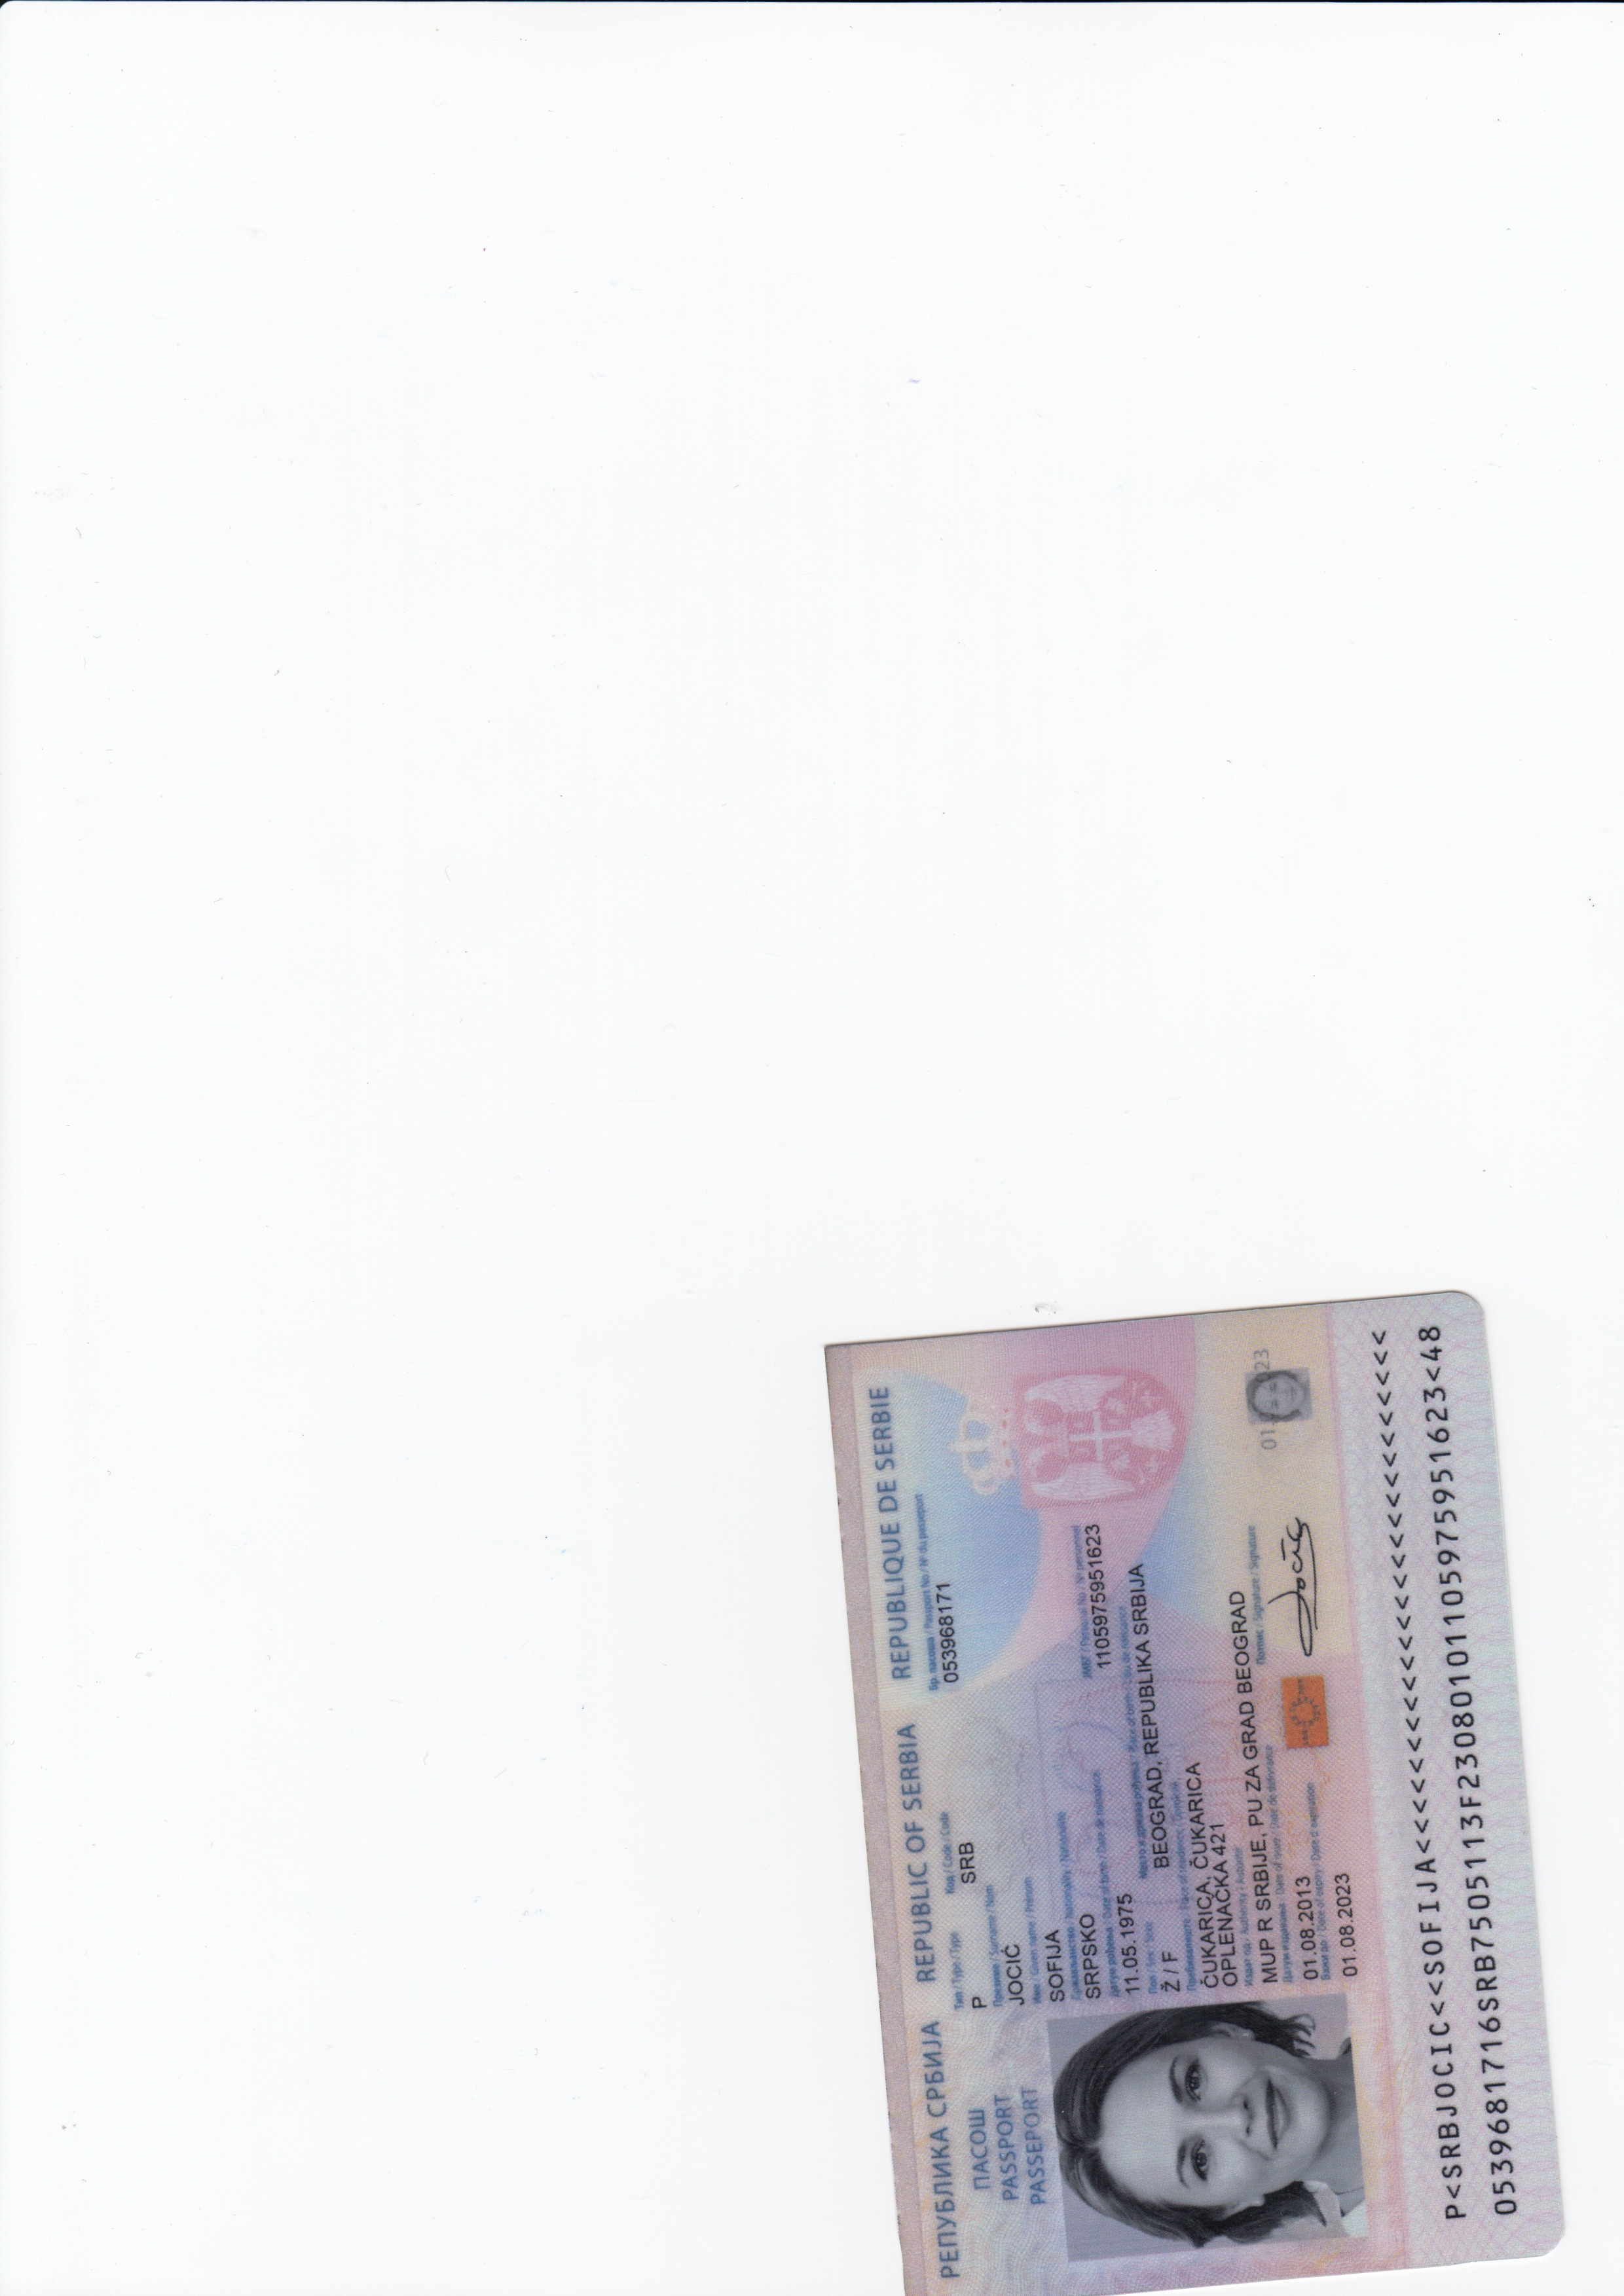 РЕПУБЛИКА СРБИЈА REPUBLIC OF SERBIA REPUBLIQUE DE SERBIE
ПАСОШ
PASSPORT
PASSEPORT
Тип / Type / Type Код / Code / Code Бр. пасоша / Passport No / Nº du passeport
P SRB 053968171
Презиме / Surname / Nom
JOCIĆ
Име / Given name / Prénom
SOFIJA
Држављанство / Nationality / Nationalité
SRPSKO
Датум рођења / Date of birth / Date de naissance ЈМБГ / Personal No / Nº personnel
11.05.1975 1105975951623
Пол / Sex / Sexe Место и држава рођења / Place of birth / Lieu de naissance
Ž / F BEOGRAD, REPUBLIKA SRBIJA
Пребивалиште / Place of residence / Domicile
ČUKARICA, ČUKARICA
OPLENAČKA 421
Издат од / Authority / Autorité
MUP R SRBIJE, PU ZA GRAD BEOGRAD
Датум издавања / Date of issue / Date de délivrance Потпис / Signature / Signature
01.08.2013
Важи до / Date of expiry / Date d'expiration
01.08.2023
Jocić
01 23
P<SRBJOCIC<<SOFIJA<<<<<<<<<<<<<<<<<<<<<<<<<<
0539681716SRB7505113F23080101105975951623<48